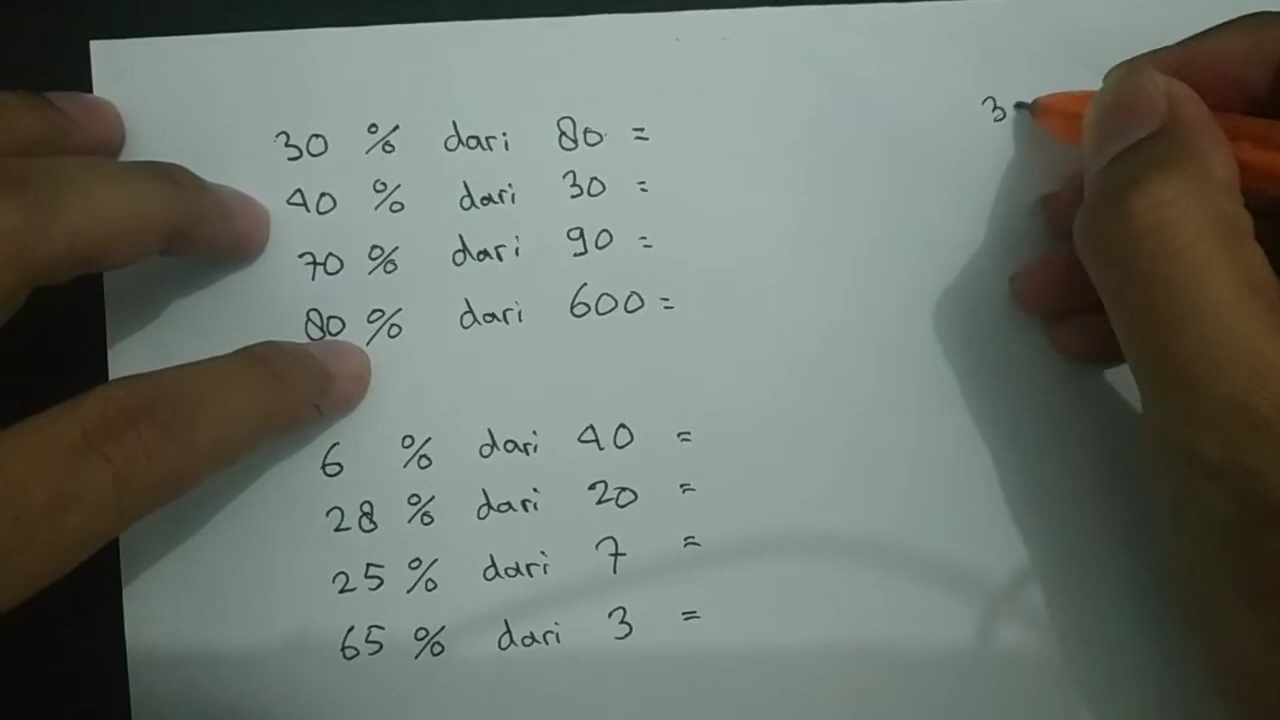 30 % dari 80 =
3
40 % dari 30 =
70 % dari 90 =
80 % dari 600 =
6 % dari 40 =
28 % dari 20 =
25 % dari 7 =
65 % dari 3 =